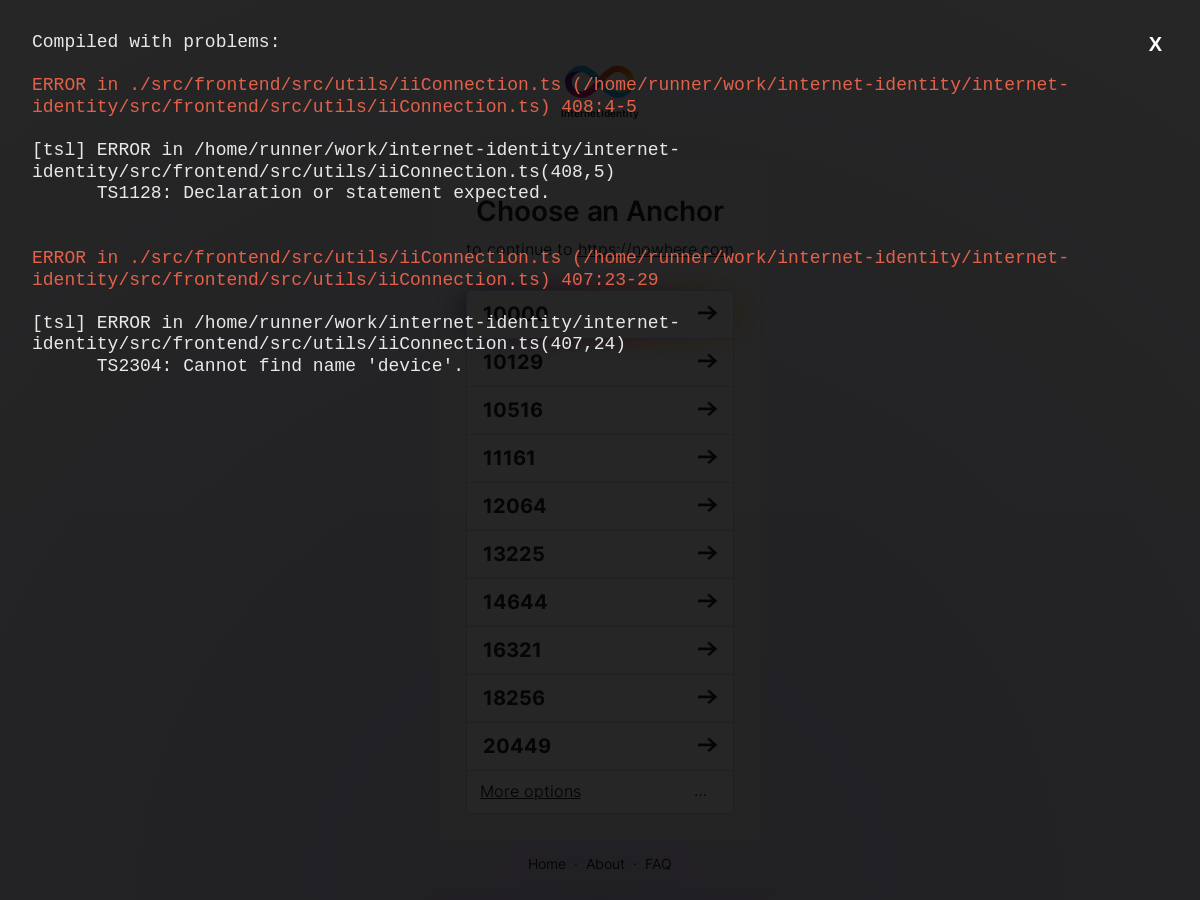 Compiled with problems:
X
ERROR in ./src/frontend/src/utils/iiConnection.ts (/home/runner/work/internet-identity/internet-
identity/src/frontend/src/utils/iiConnection.ts) 408:4-5
InternetIdentity
[tsl] ERROR in /home/runner/work/internet-identity/internet-
identity/src/frontend/src/utils/iiConnection.ts(408,5)
TS1128: Declaration or statement expected.
Choose an Anchor
to continue to https://nowhere.com
ERROR in ./src/frontend/src/utils/iiConnection.ts (/home/runner/work/internet-identity/internet-
identity/src/frontend/src/utils/iiConnection.ts) 407:23-29
10000
[tsl] ERROR in /home/runner/work/internet-identity/internet-
identity/src/frontend/src/utils/iiConnection.ts(407,24)
TS2304: Cannot find name 'device'.
10129
10516
11161
12064
13225
14644
16321
18256
20449
More options ...
Home · About · FAQ